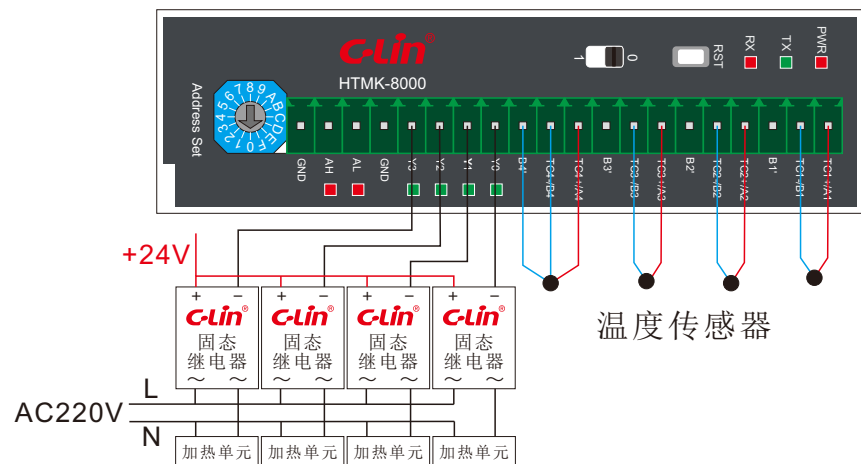 C-Lin®
HTMK-8000
1
0
RST
RX
TX
PWR
Address Set
0123456789ABCDEF
GND
AH
AL
GND
Y3
Y2
Y1
Y0
B4'
TC4-/B4
TC4+/A4
B3'
TC3-/B3
TC3+/A3
B2'
TC2-/B2
TC2+/A2
B1'
TC1-/B1
TC1+/A1
+24V
+ − + − + − + −
C-Lin® C-Lin® C-Lin® C-Lin®
固态 固态 固态 固态
继电器 继电器 继电器 继电器
~ ~ ~ ~ ~ ~ ~ ~
温度传感器
L
AC220V
N
加热单元 加热单元 加热单元 加热单元